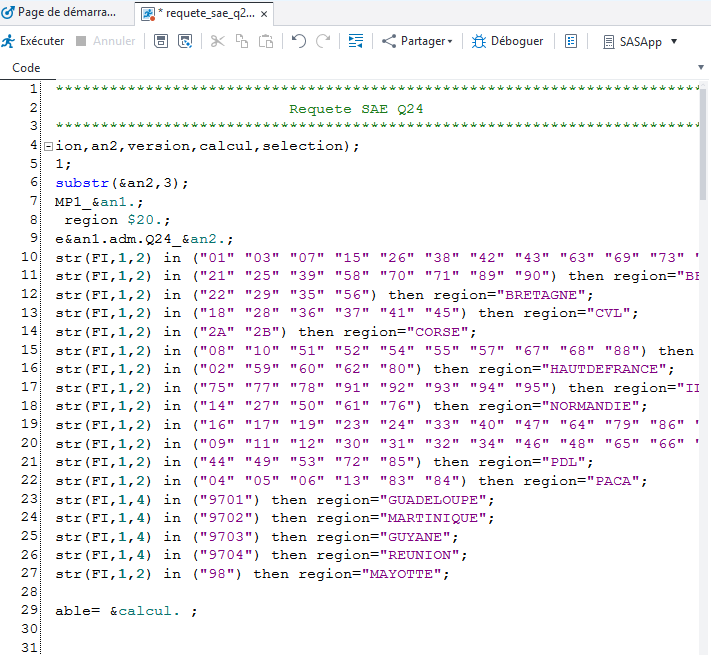 Page de démarra...
* requete_sae_q2... ×
Exécuter Annuler Partager Déboguer SASApp
Code
1 ************************************************************************
2 Requete SAE Q24
3 ************************************************************************
4 ion,an2,version,calcul,selection);
5 1;
6 substr(&an2,3);
7 MP1_&an1.;
8 region $20.;
9 e&an1.adm.Q24_&an2.;
10 str(FI,1,2) in ("01" "03" "07" "15" "26" "38" "42" "43" "63" "69" "73" "
11 str(FI,1,2) in ("21" "25" "39" "58" "70" "71" "89" "90") then region="BF
12 str(FI,1,2) in ("22" "29" "35" "56") then region="BRETAGNE";
13 str(FI,1,2) in ("18" "28" "36" "37" "41" "45") then region="CVL";
14 str(FI,1,2) in ("2A" "2B") then region="CORSE";
15 str(FI,1,2) in ("08" "10" "51" "52" "54" "55" "57" "67" "68" "88") then
16 str(FI,1,2) in ("02" "59" "60" "62" "80") then region="HAUTDEFRANCE";
17 str(FI,1,2) in ("75" "77" "78" "91" "92" "93" "94" "95") then region="II
18 str(FI,1,2) in ("14" "27" "50" "61" "76") then region="NORMANDIE";
19 str(FI,1,2) in ("16" "17" "19" "23" "24" "33" "40" "47" "64" "79" "86" "
20 str(FI,1,2) in ("09" "11" "12" "30" "31" "32" "34" "46" "48" "65" "66" "
21 str(FI,1,2) in ("44" "49" "53" "72" "85") then region="PDL";
22 str(FI,1,2) in ("04" "05" "06" "13" "83" "84") then region="PACA";
23 str(FI,1,4) in ("9701") then region="GUADELOUPE";
24 str(FI,1,4) in ("9702") then region="MARTINIQUE";
25 str(FI,1,4) in ("9703") then region="GUYANE";
26 str(FI,1,4) in ("9704") then region="REUNION";
27 str(FI,1,2) in ("98") then region="MAYOTTE";
28
29 able= &calcul. ;
30
31